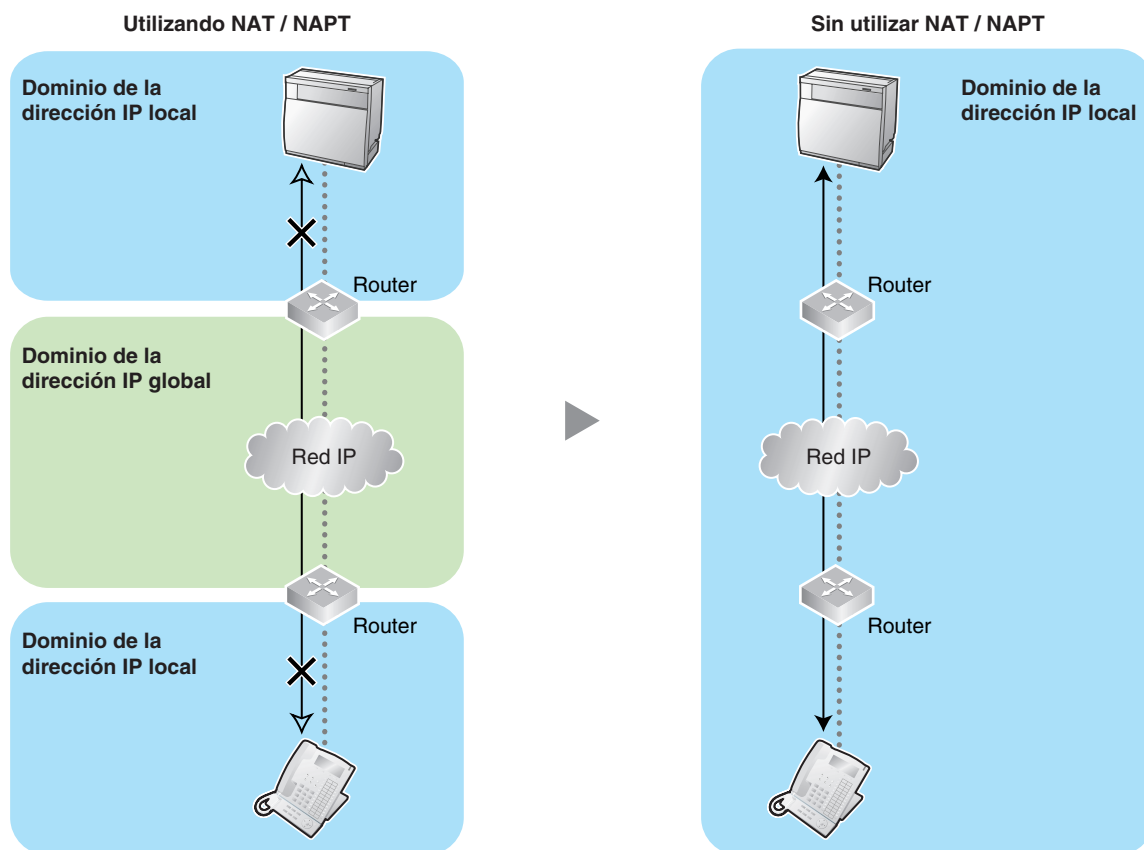 Utilizando NAT / NAPT
Dominio de la
dirección IP local
Router
Dominio de la
dirección IP global
Red IP
Router
Dominio de la
dirección IP local
Sin utilizar NAT / NAPT
Dominio de la
dirección IP local
Router
Red IP
Router